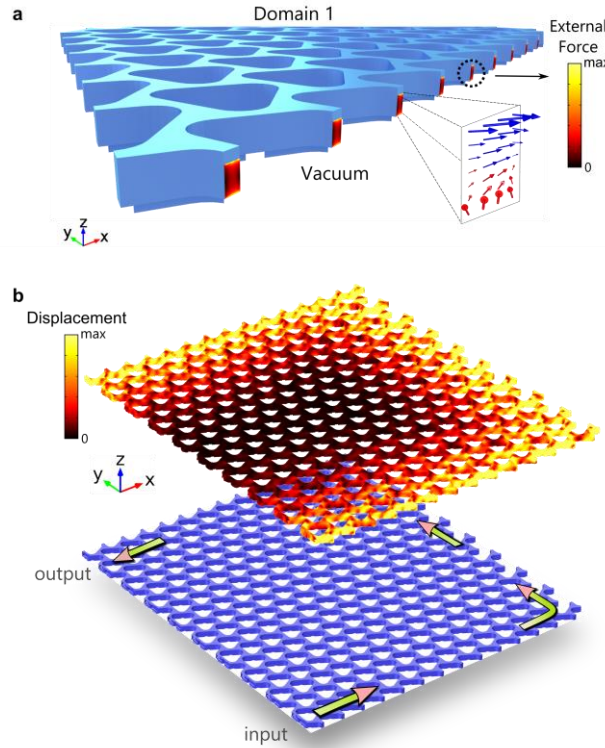 a
Domain 1
External
Force
max
0
Vacuum
z
y
x
b
Displacement
max
0
z
y
x
output
input